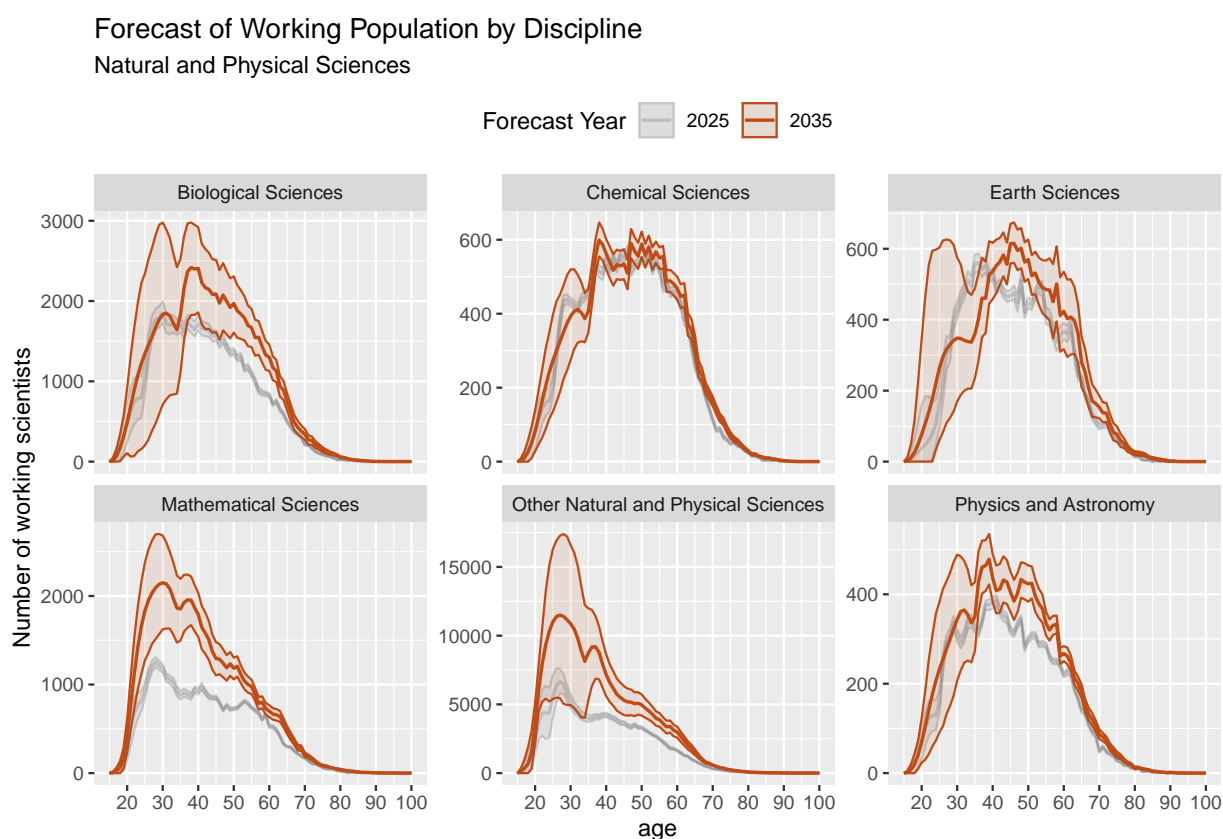 Forecast of Working Population by Discipline
Natural and Physical Sciences
Forecast Year 2025 2035
Biological Sciences Chemical Sciences Earth Sciences
3000
2000
1000
0
600
400
200
0
600
400
200
0
Mathematical Sciences Other Natural and Physical Sciences Physics and Astronomy
2000
1000
0
15000
10000
5000
0
400
200
0
20 30 40 50 60 70 80 90 100
20 30 40 50 60 70 80 90 100
20 30 40 50 60 70 80 90 100
Number of working scientists
age